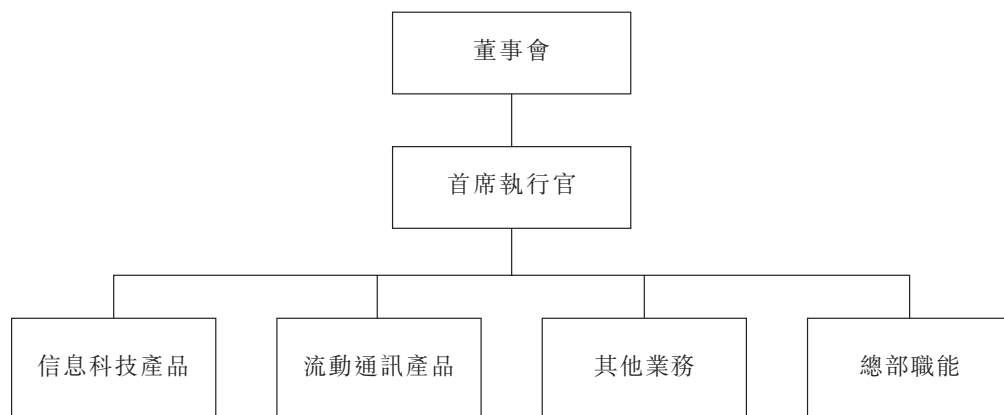 董事會
首席執行官
信息科技產品
流動通訊產品
其他業務
總部職能